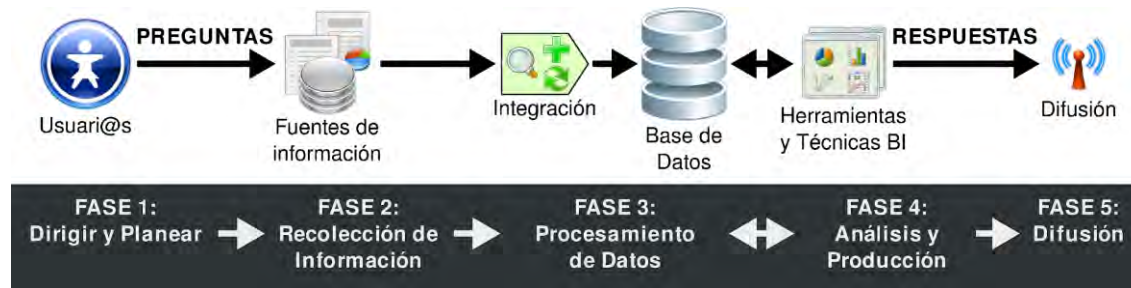 PREGUNTAS
RESPUESTAS
Usuari@s
Fuentes de
información
Integración
Base de
Datos
Herramientas
y Técnicas BI
Difusión
FASE 1:
Dirigir y Planear
FASE 2:
Recolección de
Información
FASE 3:
Procesamiento
de Datos
FASE 4:
Análisis y
Producción
FASE 5:
Difusión